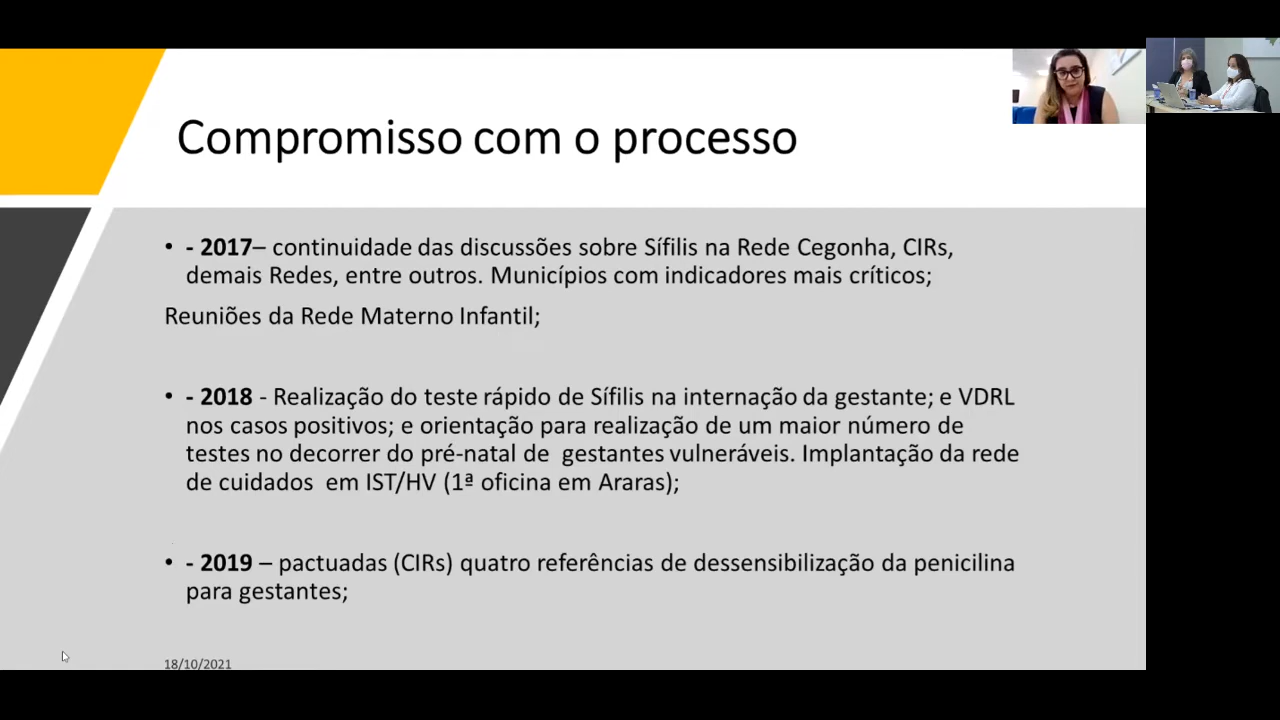 Compromisso com o processo
• - 2017– continuidade das discussões sobre Sífilis na Rede Cegonha, CIRs,
demais Redes, entre outros. Municípios com indicadores mais críticos;
Reuniões da Rede Materno Infantil;
• - 2018 - Realização do teste rápido de Sífilis na internação da gestante; e VDRL
nos casos positivos; e orientação para realização de um maior número de
testes no decorrer do pré-natal de gestantes vulneráveis. Implantação da rede
de cuidados em IST/HV (1ª oficina em Araras);
• - 2019 – pactuadas (CIRs) quatro referências de dessensibilização da penicilina
para gestantes;
18/10/2021